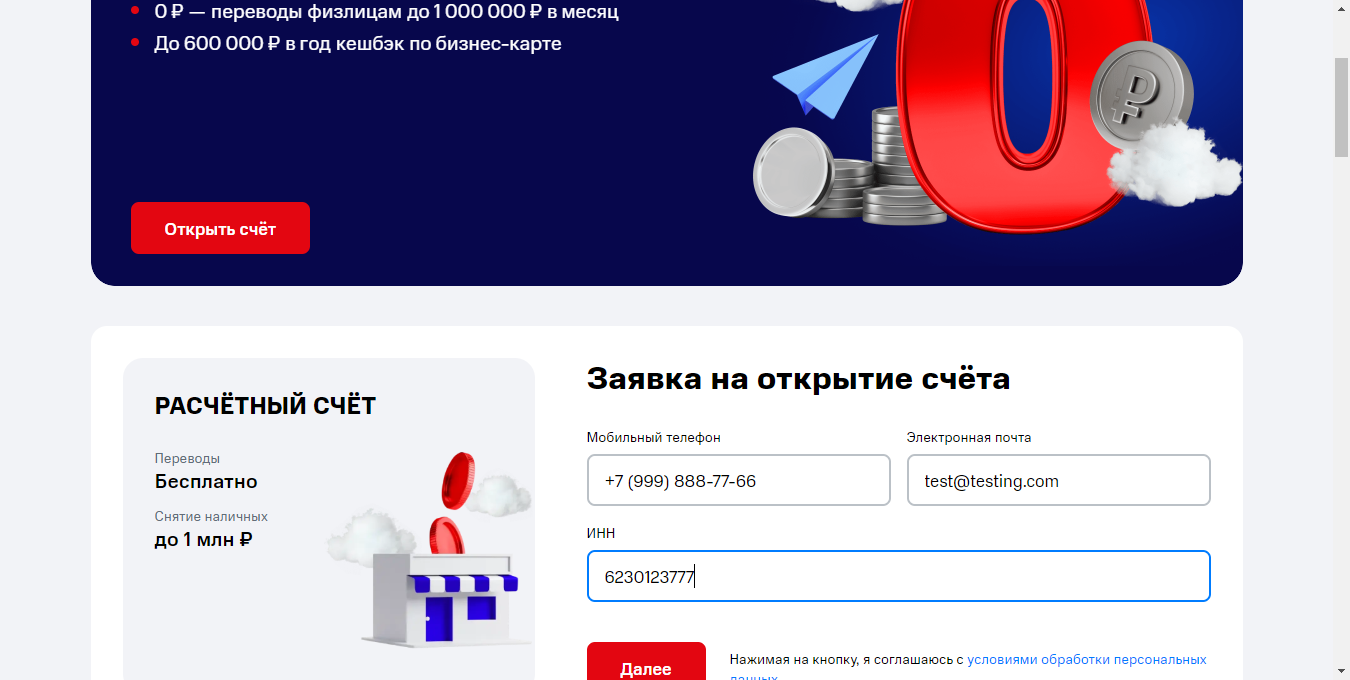 0 ₽ — переводы физлицам до 1 000 000 ₽ в месяц
До 600 000 ₽ в год кешбэк по бизнес-карте
Открыть счёт
РАСЧЁТНЫЙ СЧЁТ
Переводы
Бесплатно
Снятие наличных
до 1 млн ₽
Заявка на открытие счёта
Мобильный телефон
+7 (999) 888-77-66
Электронная почта
test@testing.com
ИНН
6230123777
Далее
Нажимая на кнопку, я соглашаюсь с условиями обработки персональных
данных